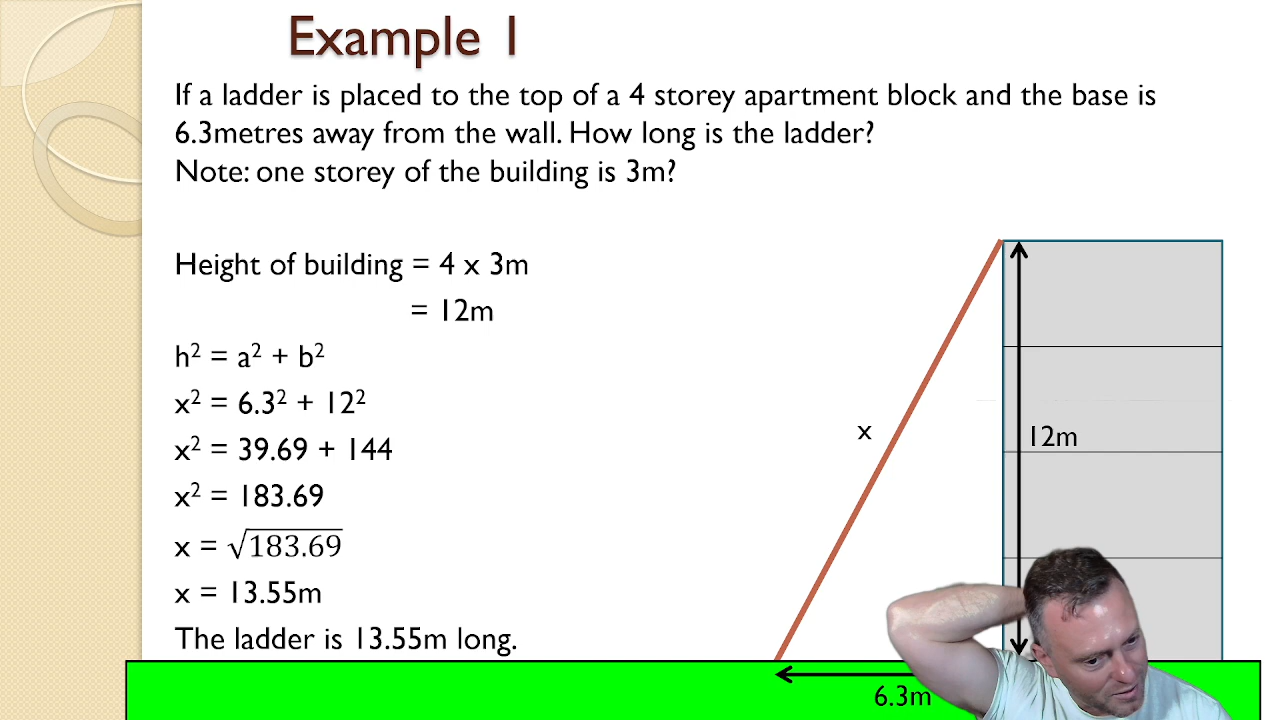 Example 1
If a ladder is placed to the top of a 4 storey apartment block and the base is
6.3metres away from the wall. How long is the ladder?
Note: one storey of the building is 3m?
Height of building = 4 x 3m
= 12m
h² = a² + b²
x² = 6.3² + 12²
x² = 39.69 + 144
x² = 183.69
x = √183.69
x = 13.55m
The ladder is 13.55m long.
x
12m
6.3m